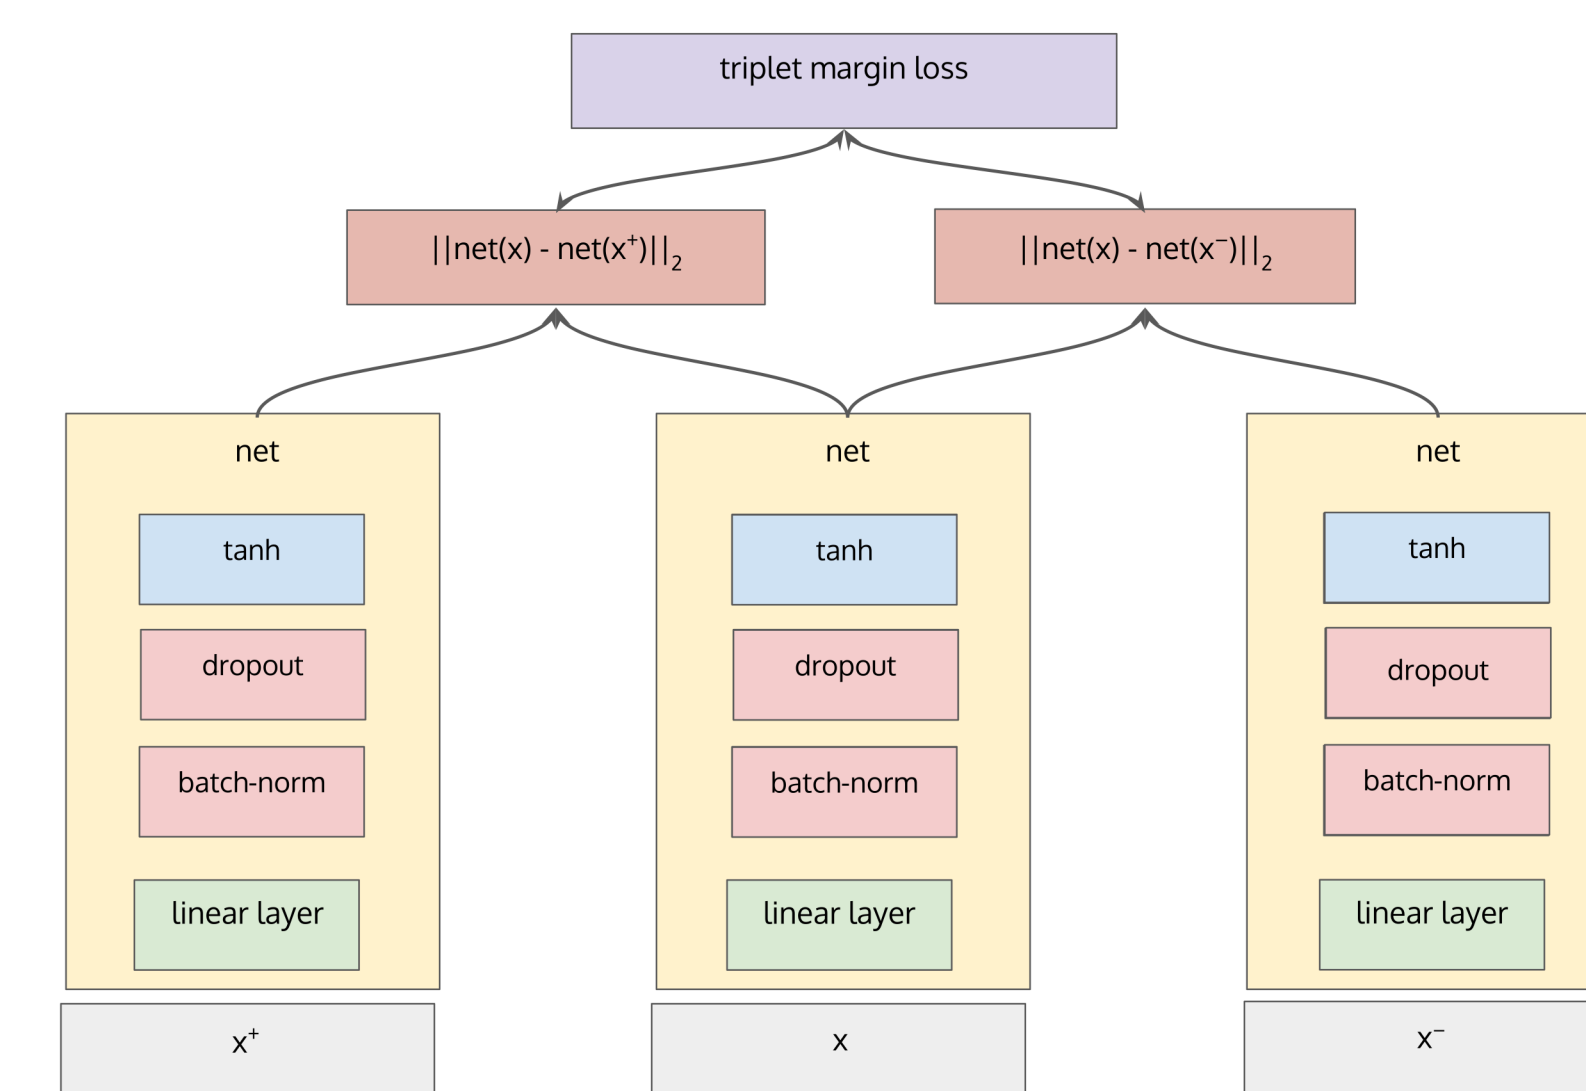 triplet margin loss
||net(x) - net(x⁺)||₂
||net(x) - net(x⁻)||₂
net
tanh
dropout
batch-norm
linear layer
x⁺
net
tanh
dropout
batch-norm
linear layer
x
net
tanh
dropout
batch-norm
linear layer
x⁻